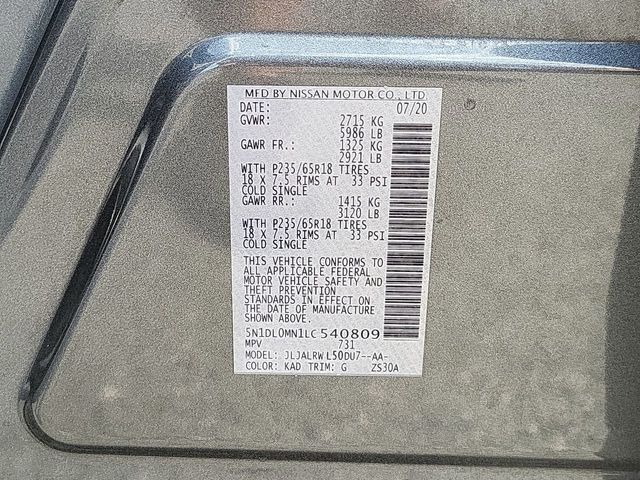 MFD BY NISSAN MOTOR CO., LTD.
DATE: 07/20
GVWR: 2715 KG
5986 LB
GAWR FR.: 1325 KG
2921 LB
WITH P235/65R18 TIRES
18 X 7.5 RIMS AT 33 PSI
COLD SINGLE
GAWR RR.: 1415 KG
3120 LB
WITH P235/65R18 TIRES
18 X 7.5 RIMS AT 33 PSI
COLD SINGLE
THIS VEHICLE CONFORMS TO
ALL APPLICABLE FEDERAL
MOTOR VEHICLE SAFETY AND
THEFT PREVENTION
STANDARDS IN EFFECT ON
THE DATE OF MANUFACTURE
SHOWN ABOVE.
5N1DL0MN1LC540809
MPV 731
MODEL: JLJALRWL50DU7--AA-
COLOR: KAD TRIM: G ZS30A